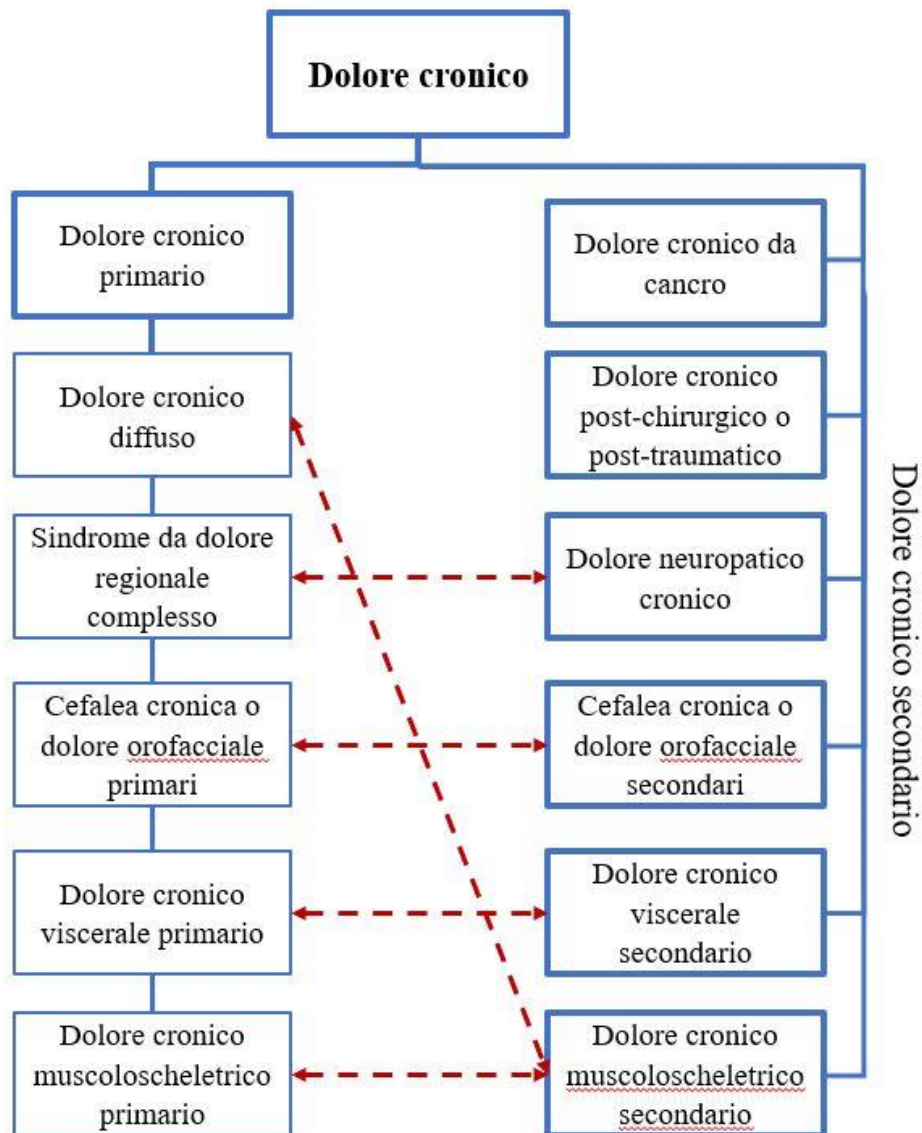 Dolore cronico
Dolore cronico
primario
Dolore cronico
diffuso
Sindrome da dolore
regionale
complesso
Cefalea cronica o
dolore orofacciale
primari
Dolore cronico
viscerale primario
Dolore cronico
muscoloscheletrico
primario
Dolore cronico da
cancro
Dolore cronico
post-chirurgico o
post-traumatico
Dolore neuropatico
cronico
Cefalea cronica o
dolore orofacciale
secondari
Dolore cronico
viscerale
secondario
Dolore cronico
muscoloscheletrico
secondario
Dolore cronico secondario